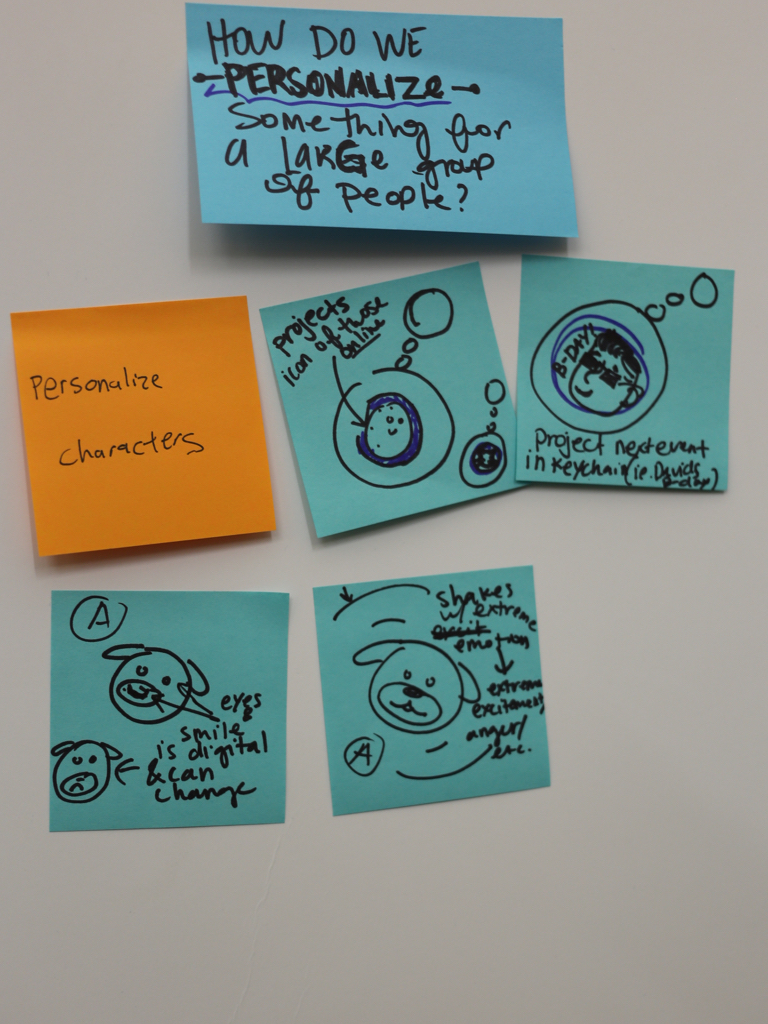 HOW DO WE
PERSONALIZE
Something for
a LARGE group
of people?
Personalize
characters
projects
icon of those
online
B-DAY!
Project next event
in Keychain (ie. Davids
B-day)
A
eyes
smile
is digital
& can
change
shakes
w/ extreme
emotion
extreme
excitement
anger/
etc.
A